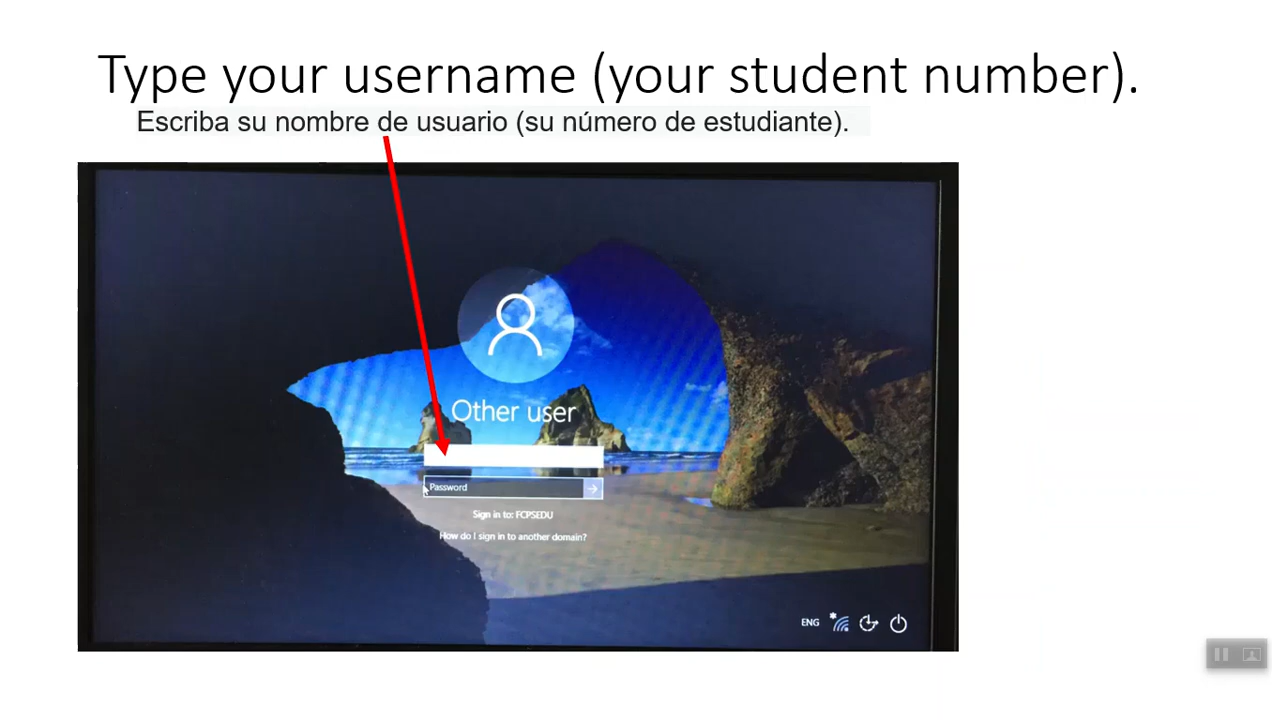 Type your username (your student number).
Escriba su nombre de usuario (su número de estudiante).
Other user
Password
Sign in to: FCPSEDU
How do I sign in to another domain?
ENG